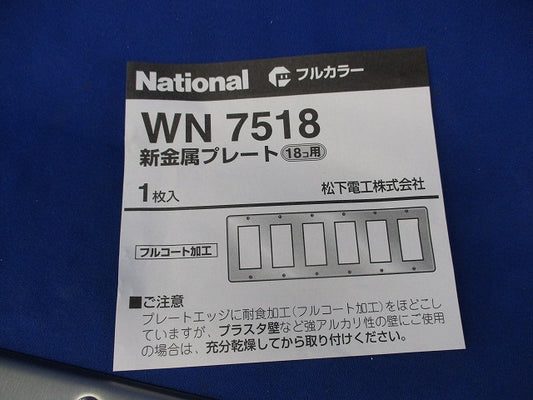 National フルカラー
WN 7518
新金属プレート 18コ用
1枚入 松下電工株式会社
フルコート加工
■ご注意
プレートエッジに耐食加工(フルコート加工)をほどこし
ていますが、プラスタ壁など強アルカリ性の壁にご使用
の場合は、充分乾燥してから取り付けください。